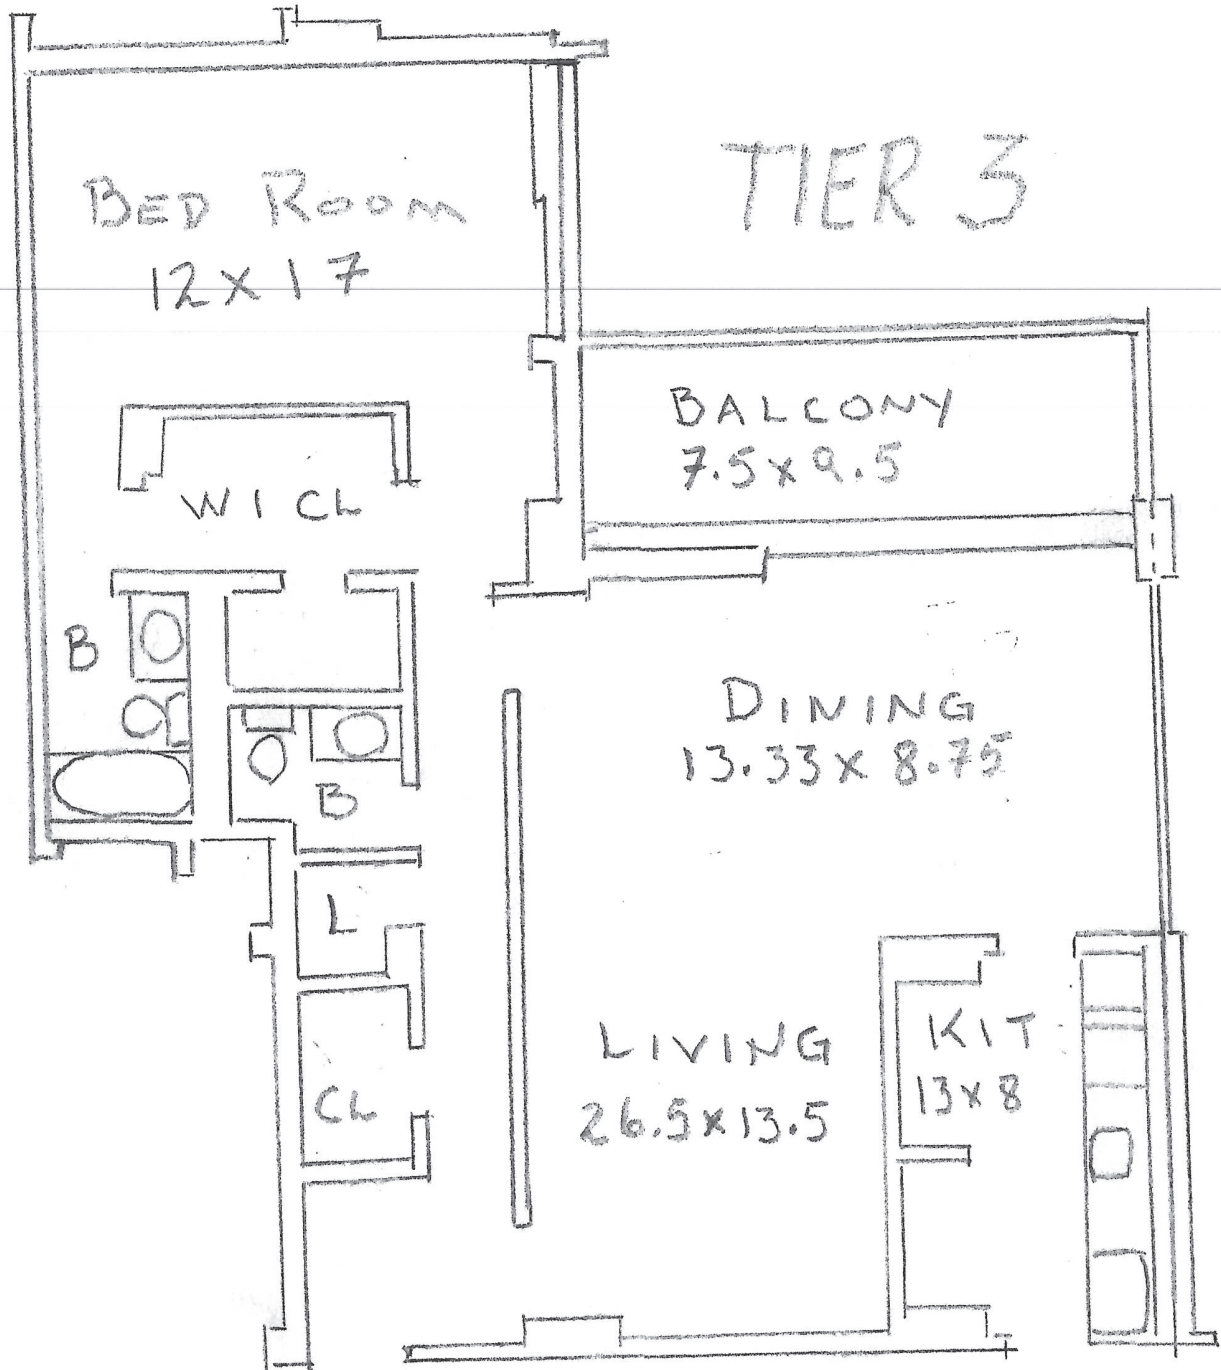 TIER 3
BED ROOM
12 x 17
BALCONY
7.5 x 9.5
W I CL
B
DINING
13.33 x 8.75
B
L
LIVING
26.5 x 13.5
KIT
13 x 8
CL